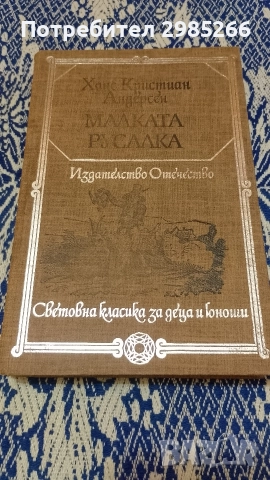 Потребител 2985266
Ханс Кристиан
Андерсен
МАЛКАТА
РУСАЛКА
Издателство Отечество
Световна класика за деца и юноши